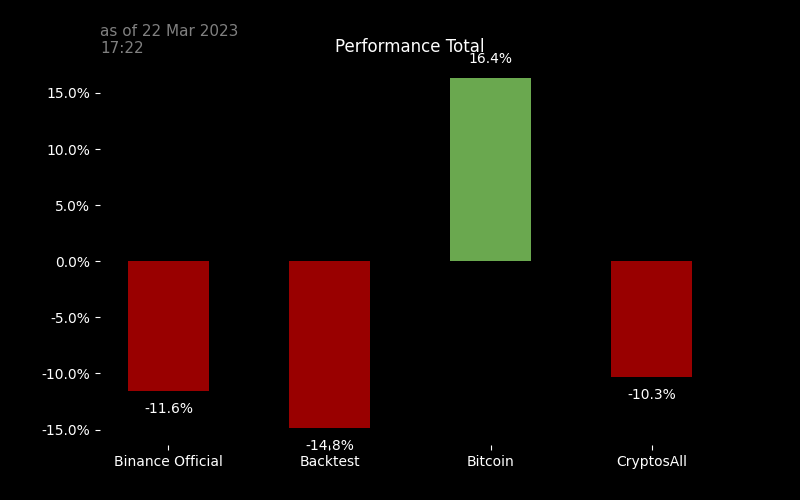 as of 22 Mar 2023
17:22
Performance Total
16.4%
15.0%
10.0%
5.0%
0.0%
-5.0%
-10.0%
-15.0%
-11.6%
-14.8%
-10.3%
Binance Official
Backtest
Bitcoin
CryptosAll